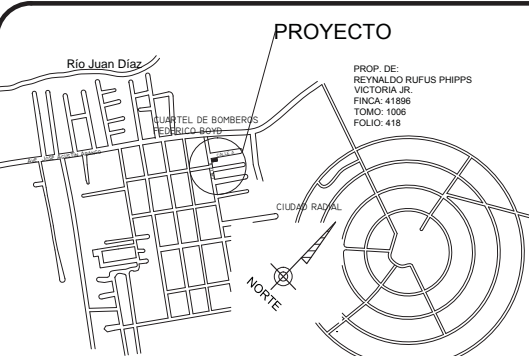 PROYECTO
Río Juan Díaz
PROP. DE:
REYNALDO RUFUS PHIPPS
VICTORIA JR.
FINCA: 41896
TOMO: 1006
FOLIO: 418
CUARTEL DE BOMBEROS
FEDERICO BOYD
CIUDAD RADIAL
NORTE